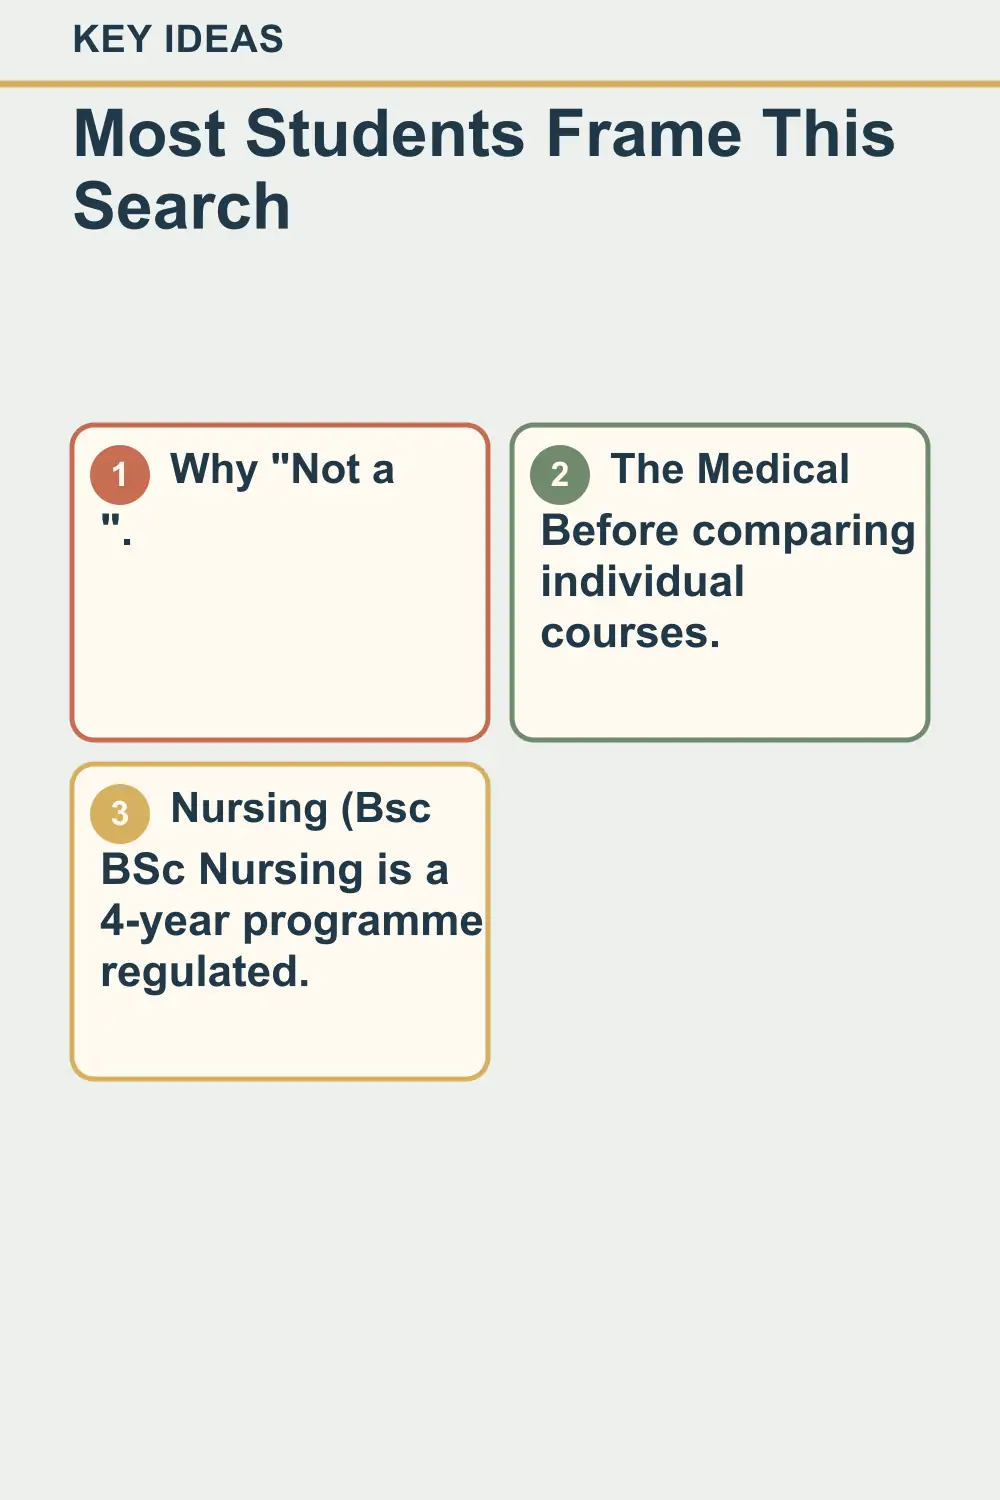 KEY IDEAS
Most Students Frame This
Search
1 Why "Not a
".
2 The Medical
Before comparing
individual
courses.
3 Nursing (Bsc
BSc Nursing is a
4-year programme
regulated.